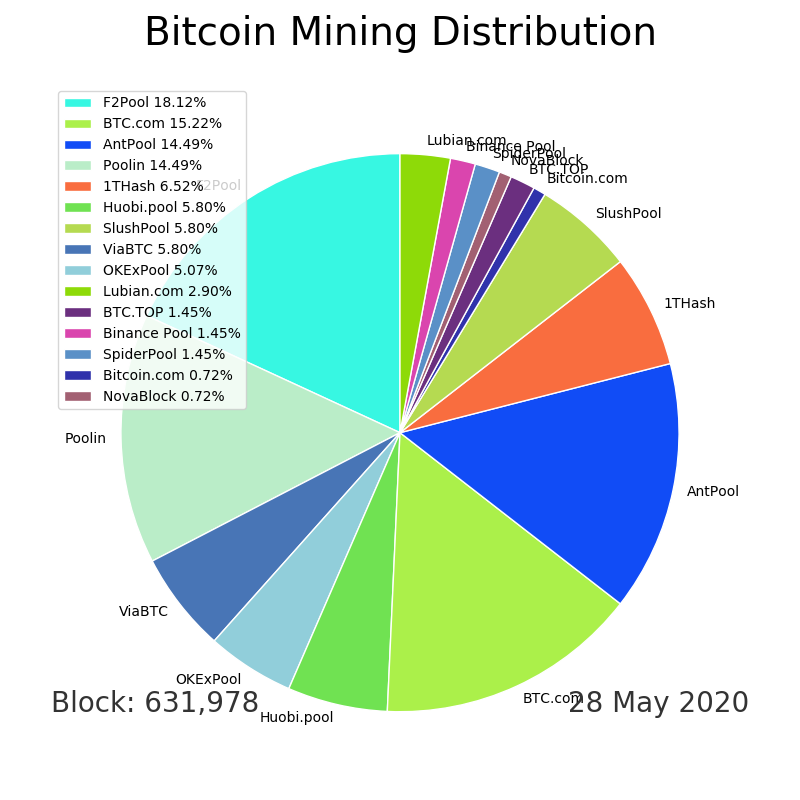 Bitcoin Mining Distribution
F2Pool 18.12%
BTC.com 15.22%
AntPool 14.49%
Poolin 14.49%
1THash 6.52%
Huobi.pool 5.80%
SlushPool 5.80%
ViaBTC 5.80%
OKExPool 5.07%
Lubian.com 2.90%
BTC.TOP 1.45%
Binance Pool 1.45%
SpiderPool 1.45%
Bitcoin.com 0.72%
NovaBlock 0.72%
F2Pool
Lubian.com
Binance Pool
SpiderPool
NovaBlock
BTC.TOP
Bitcoin.com
SlushPool
1THash
AntPool
BTC.com
Huobi.pool
OKExPool
ViaBTC
Poolin
Block: 631,978
28 May 2020